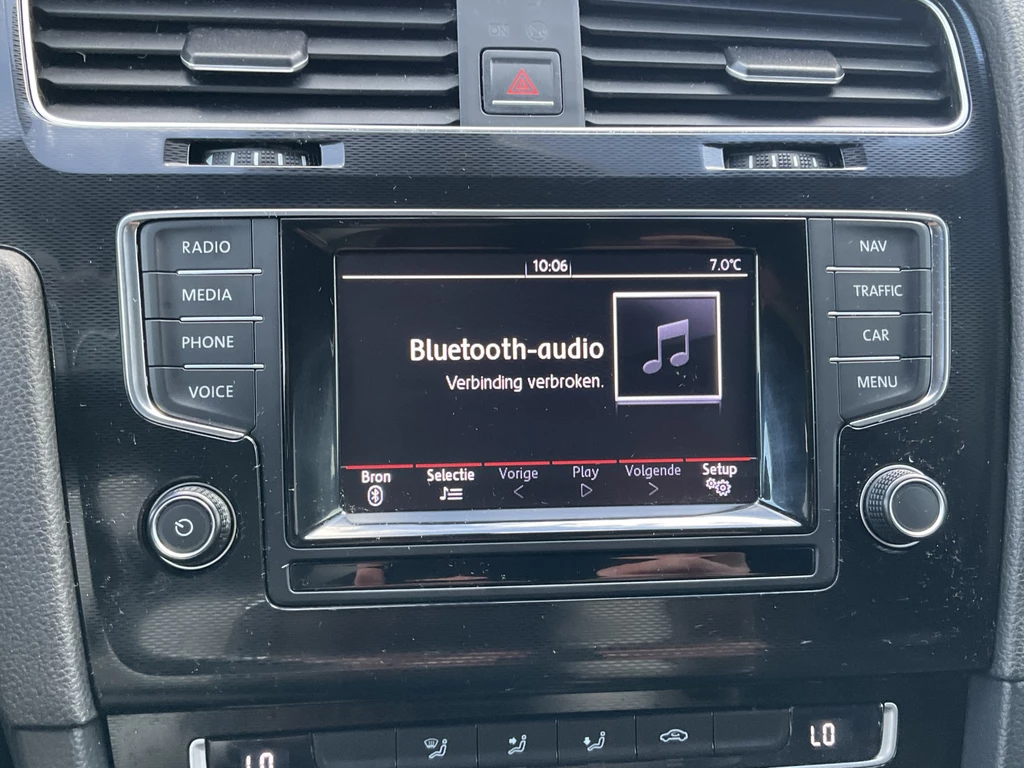 RADIO
MEDIA
PHONE
VOICE
10:06
7.0°C
Bluetooth-audio
Verbinding verbroken.
Bron
Selectie
Vorige
Play
Volgende
Setup
NAV
TRAFFIC
CAR
MENU
LO
LO